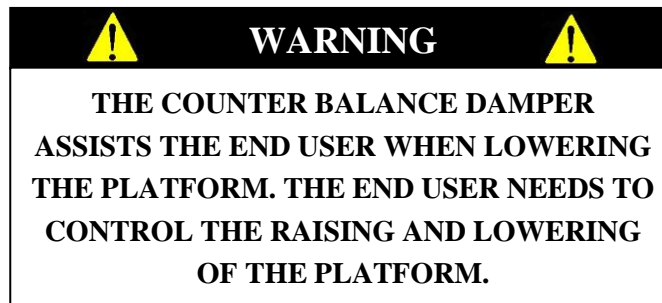 WARNING
THE COUNTER BALANCE DAMPER
ASSISTS THE END USER WHEN LOWERING
THE PLATFORM. THE END USER NEEDS TO
CONTROL THE RAISING AND LOWERING
OF THE PLATFORM.